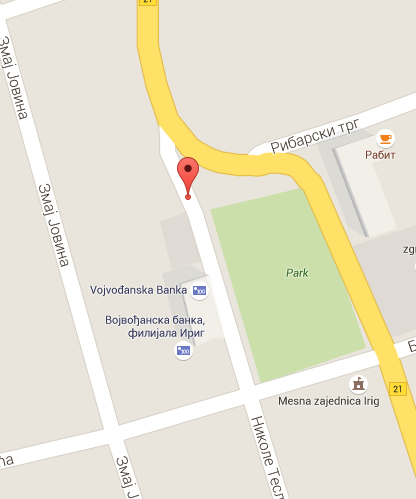 21
Змај Јовина
Рибарски трг
Рабит
Змај Јовина
Park
Vojvođanska Banka
Војвођанска банка,
филијала Ириг
21
Mesna zajednica Irig
Николе Тесл
Змај Ј